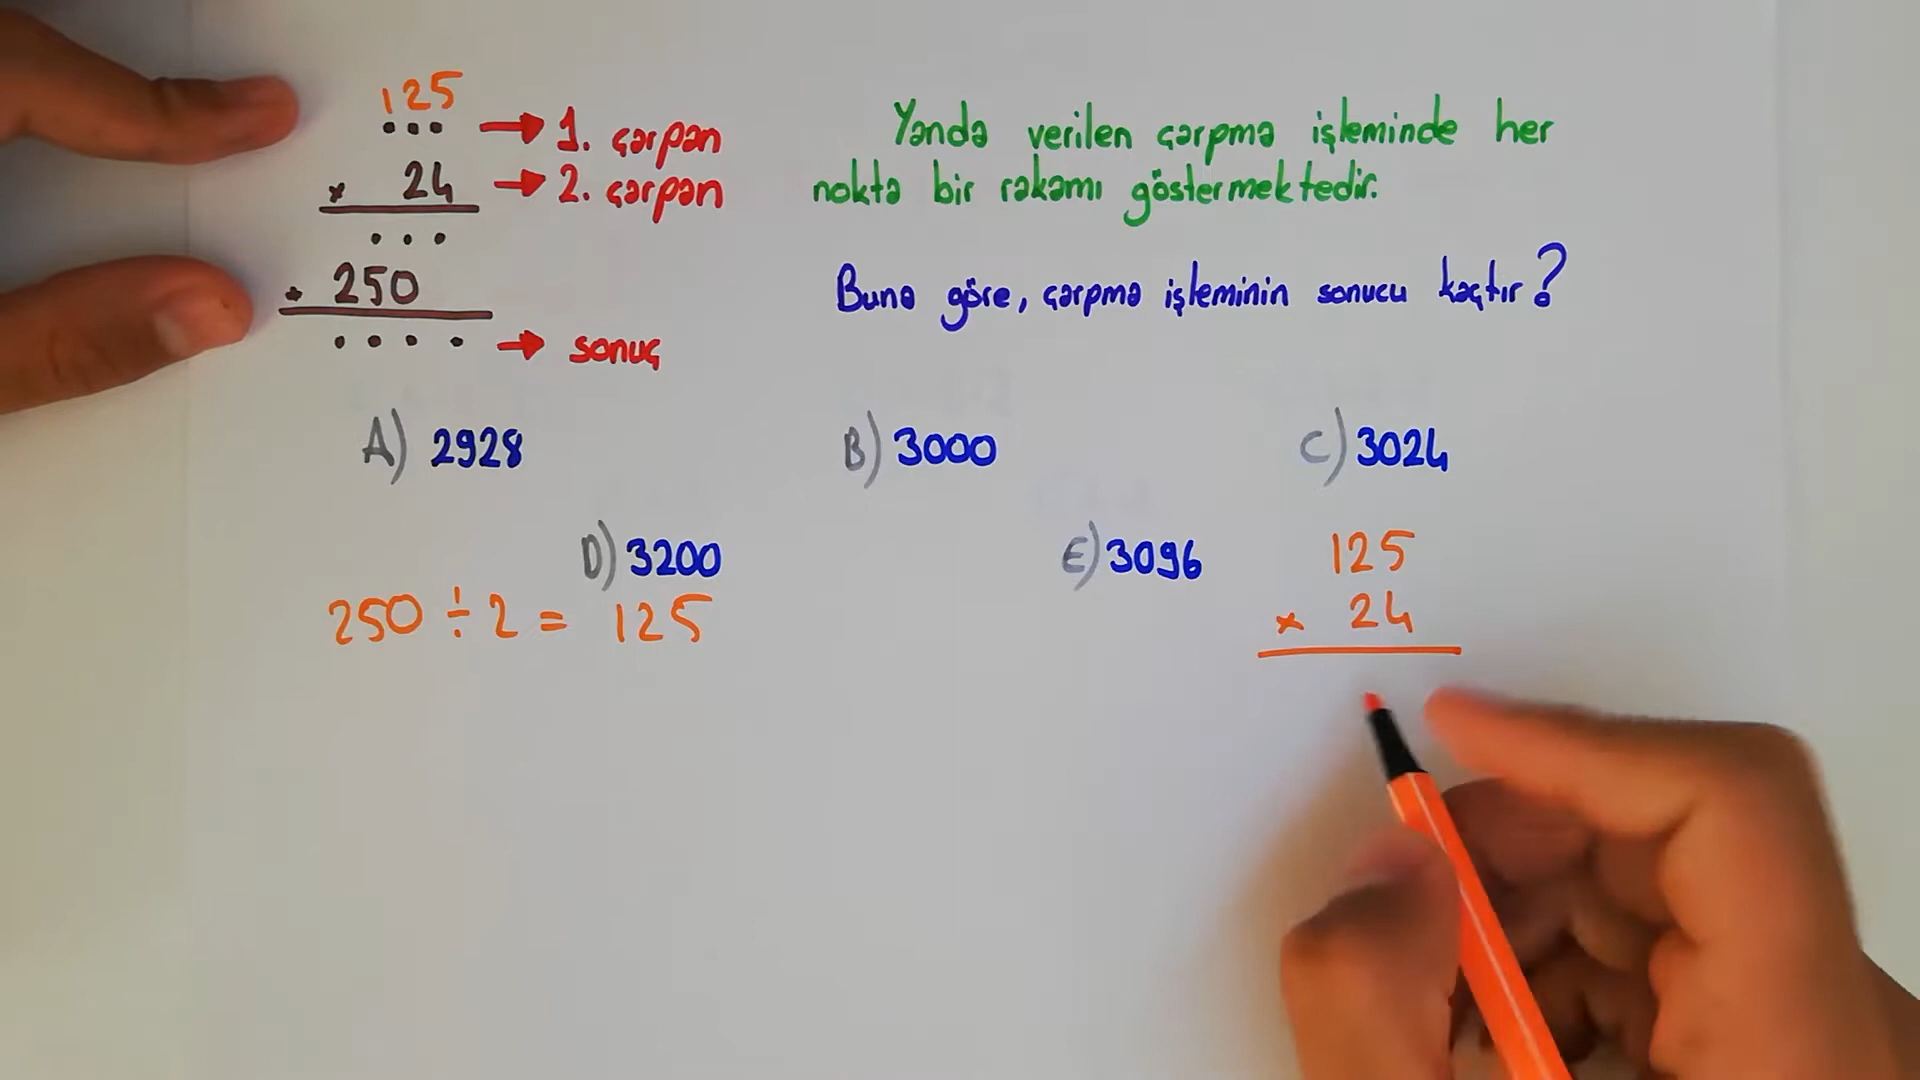 125
••• → 1. çarpan
x 24 → 2. çarpan
•••
+ 250
•••• → sonuç
Yanda verilen çarpma işleminde her
nokta bir rakamı göstermektedir.
Buna göre, çarpma işleminin sonucu kaçtır?
A) 2928
B) 3000
C) 3024
D) 3200
E) 3096
250 ÷ 2 = 125
125
x 24